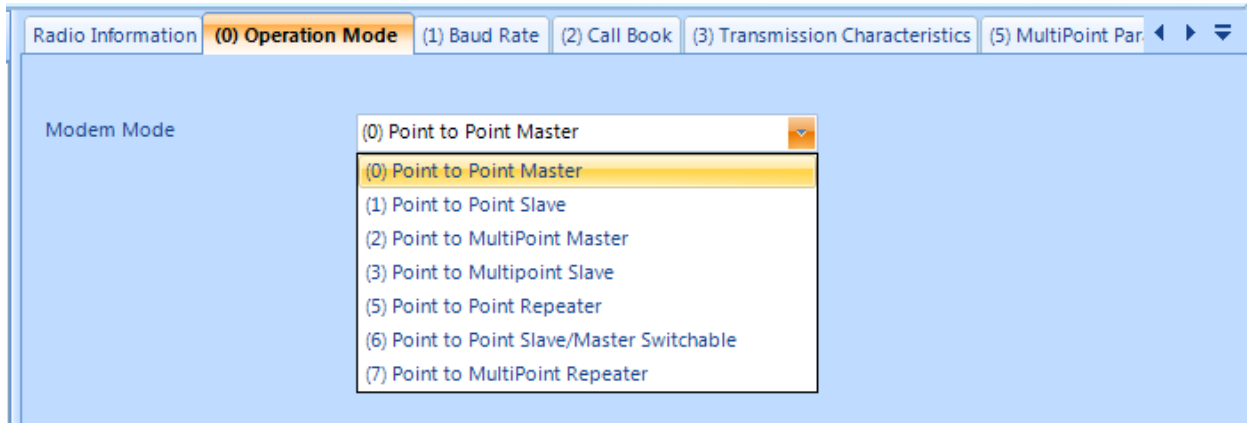 Radio Information (0) Operation Mode (1) Baud Rate (2) Call Book (3) Transmission Characteristics (5) MultiPoint Par
Modem Mode (0) Point to Point Master
(0) Point to Point Master
(1) Point to Point Slave
(2) Point to MultiPoint Master
(3) Point to Multipoint Slave
(5) Point to Point Repeater
(6) Point to Point Slave/Master Switchable
(7) Point to MultiPoint Repeater